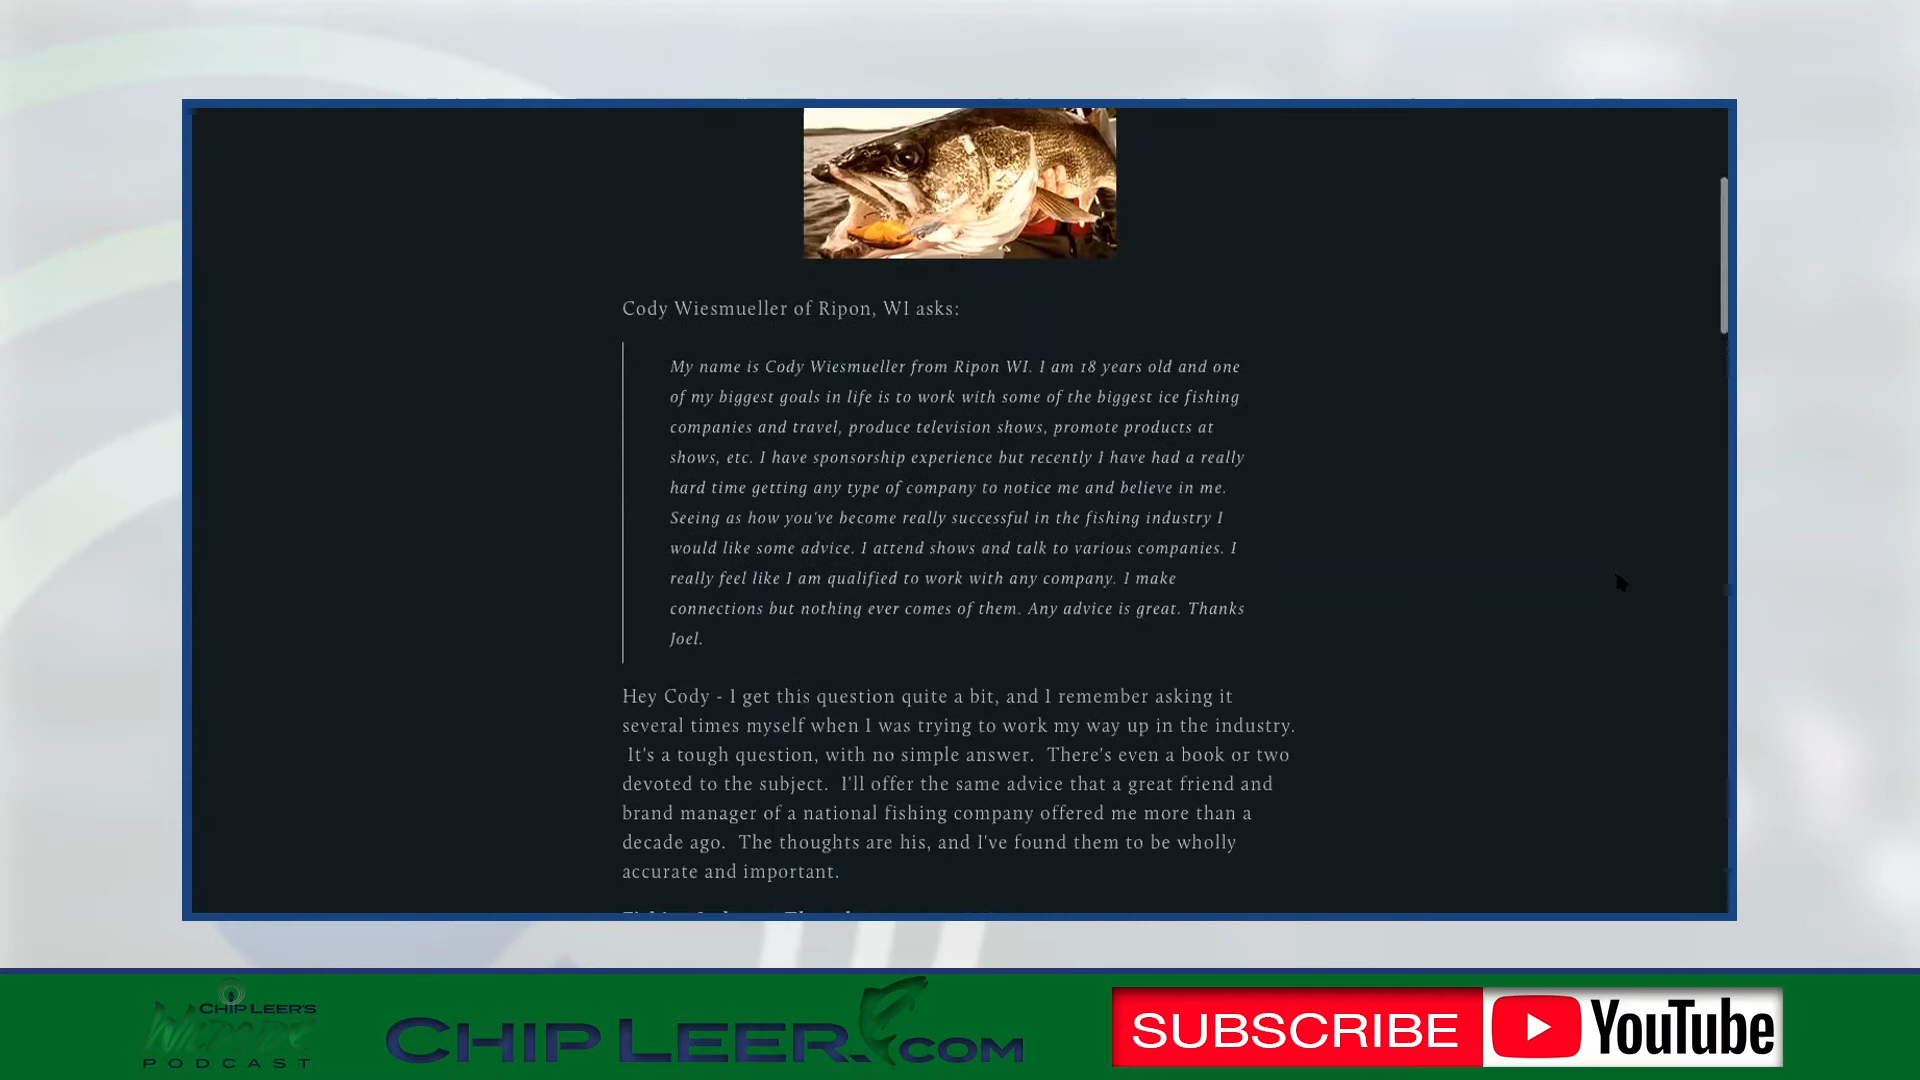 Cody Wiesmueller of Ripon, WI asks:
My name is Cody Wiesmueller from Ripon WI. I am 18 years old and one
of my biggest goals in life is to work with some of the biggest ice fishing
companies and travel, produce television shows, promote products at
shows, etc. I have sponsorship experience but recently I have had a really
hard time getting any type of company to notice me and believe in me.
Seeing as how you've become really successful in the fishing industry I
would like some advice. I attend shows and talk to various companies. I
really feel like I am qualified to work with any company. I make
connections but nothing ever comes of them. Any advice is great. Thanks
Joel.
Hey Cody - I get this question quite a bit, and I remember asking it
several times myself when I was trying to work my way up in the industry.
It's a tough question, with no simple answer. There's even a book or two
devoted to the subject. I'll offer the same advice that a great friend and
brand manager of a national fishing company offered me more than a
decade ago. The thoughts are his, and I've found them to be wholly
accurate and important.
CHIP LEER'S
PODCAST
CHIP LEER.COM
SUBSCRIBE
YouTube